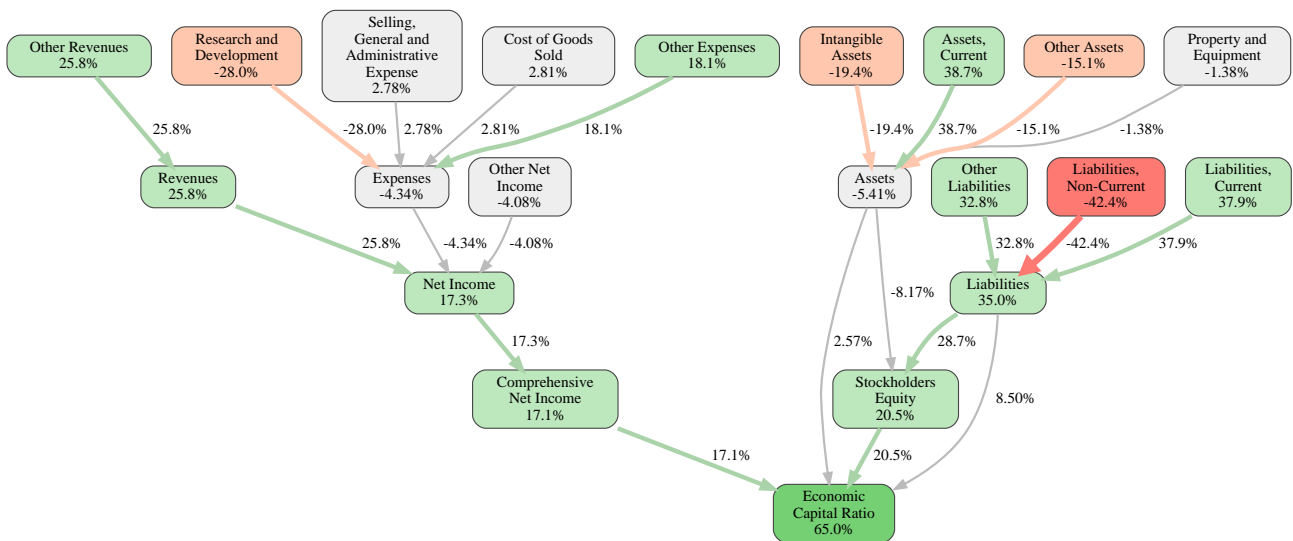 Other Revenues
25.8%
Research and
Development
-28.0%
Selling,
General and
Administrative
Expense
2.78%
Cost of Goods
Sold
2.81%
Other Expenses
18.1%
Intangible
Assets
-19.4%
Assets,
Current
38.7%
Other Assets
-15.1%
Property and
Equipment
-1.38%
25.8%
-28.0%
2.78%
2.81%
18.1%
-19.4%
38.7%
-15.1%
-1.38%
Revenues
25.8%
Expenses
-4.34%
Other Net
Income
-4.08%
Assets
-5.41%
Other
Liabilities
32.8%
Liabilities,
Non-Current
-42.4%
Liabilities,
Current
37.9%
25.8%
-4.34%
-4.08%
32.8%
-42.4%
37.9%
Net Income
17.3%
-8.17%
Liabilities
35.0%
17.3%
2.57%
28.7%
Comprehensive
Net Income
17.1%
Stockholders
Equity
20.5%
8.50%
17.1%
20.5%
Economic
Capital Ratio
65.0%